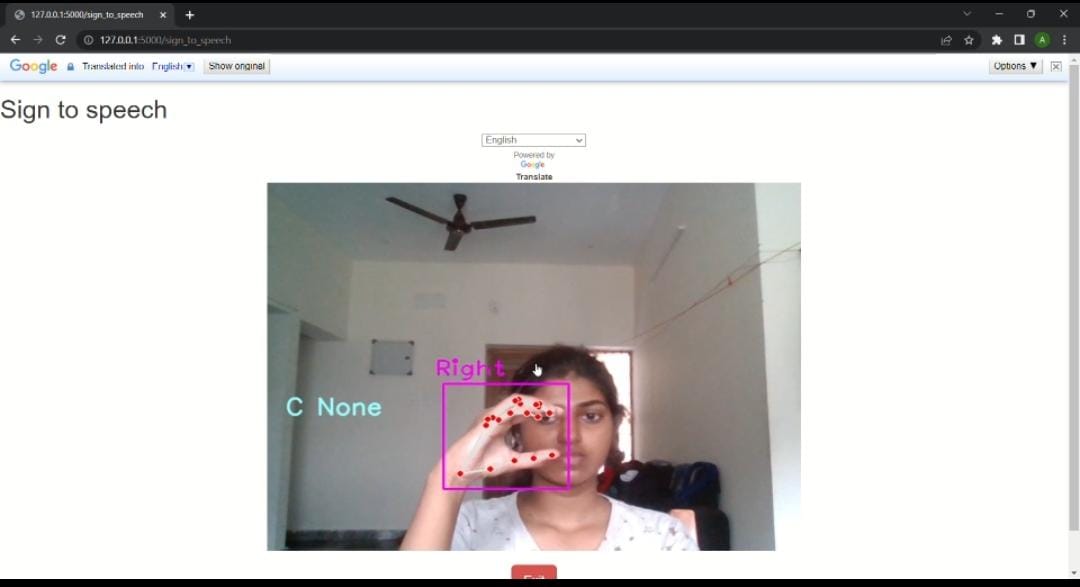 127.0.0.1:5000/sign_to_speech
127.0.0.1:5000/sign_to_speech
A
Google Translated into English Show original Options
Sign to speech
English
Powered by
Google
Translate
Right
C None
Exit